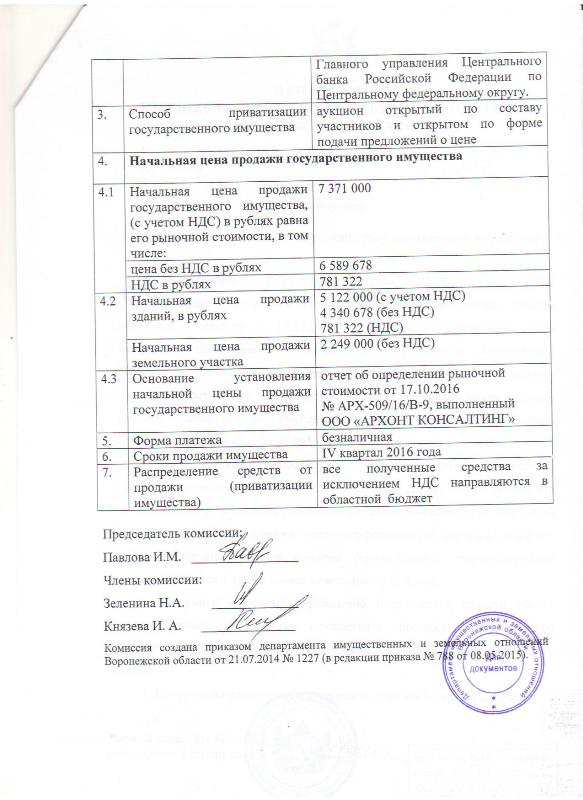 Главного управления Центрального
банка Российской Федерации по
Центральному федеральному округу.
3.
Способ приватизации
государственного имущества
аукцион открытый по составу
участников и открытом по форме
подачи предложений о цене
4.
Начальная цена продажи государственного имущества
4.1
Начальная цена продажи
государственного имущества,
(с учетом НДС) в рублях равна
его рыночной стоимости, в том
числе:
7 371 000
цена без НДС в рублях
6 589 678
НДС в рублях
781 322
4.2
Начальная цена продажи
зданий, в рублях
5 122 000 (с учетом НДС)
4 340 678 (без НДС)
781 322 (НДС)
Начальная цена продажи
земельного участка
2 249 000 (без НДС)
4.3
Основание установления
начальной цены продажи
государственного имущества
отчет об определении рыночной
стоимости от 17.10.2016
№ АРХ-509/16/В-9, выполненный
ООО «АРХОНТ КОНСАЛТИНГ»
5.
Форма платежа
безналичная
6.
Сроки продажи имущества
IV квартал 2016 года
7.
Распределение средств от
продажи (приватизации
имущества)
все полученные средства за
исключением НДС направляются в
областной бюджет
Председатель комиссии:
Павлова И.М.
Члены комиссии:
Зеленина Н.А.
Князева И. А.
Комиссия создана приказом департамента имущественных и земельных отношений
Воронежской области от 21.07.2014 № 1227 (в редакции приказа № 788 от 08.05.2015).
Департамент имущественных и земельных отношений
Воронежской области
Для
документов